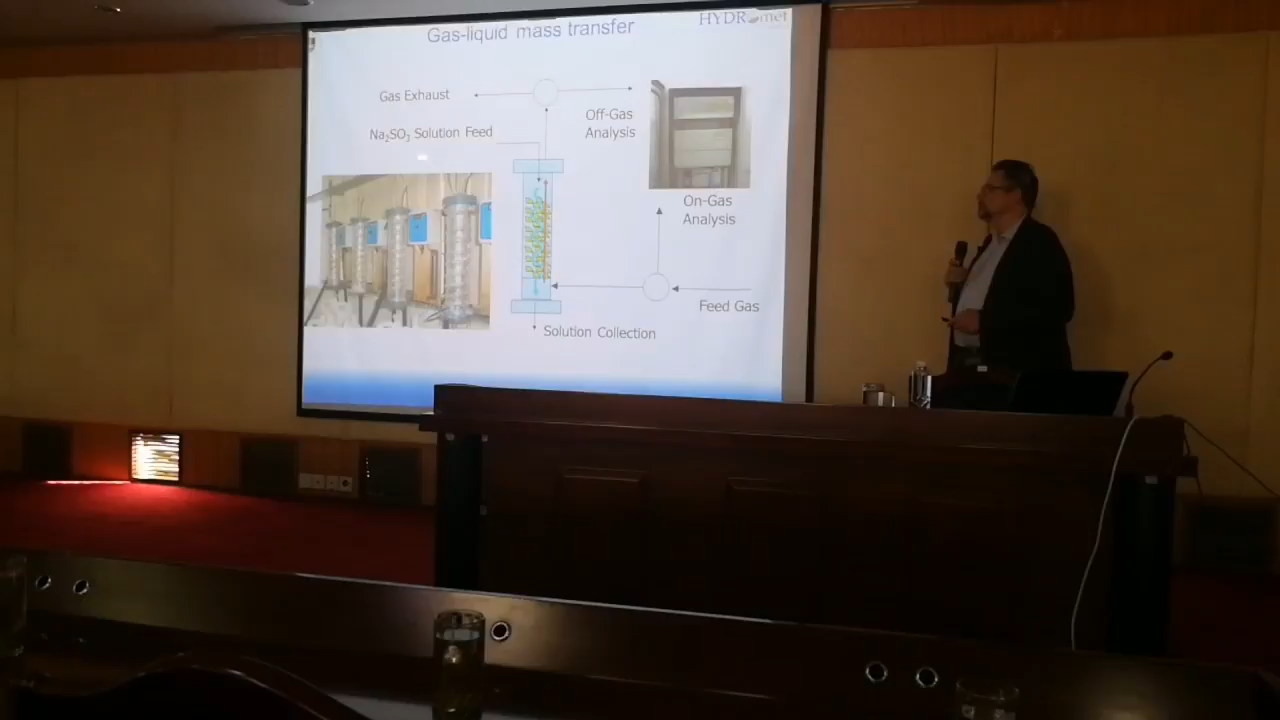 Gas-liquid mass transfer
HYDROmet
Gas Exhaust
Off-Gas
Analysis
Na₂SO₃ Solution Feed
On-Gas
Analysis
Feed Gas
Solution Collection